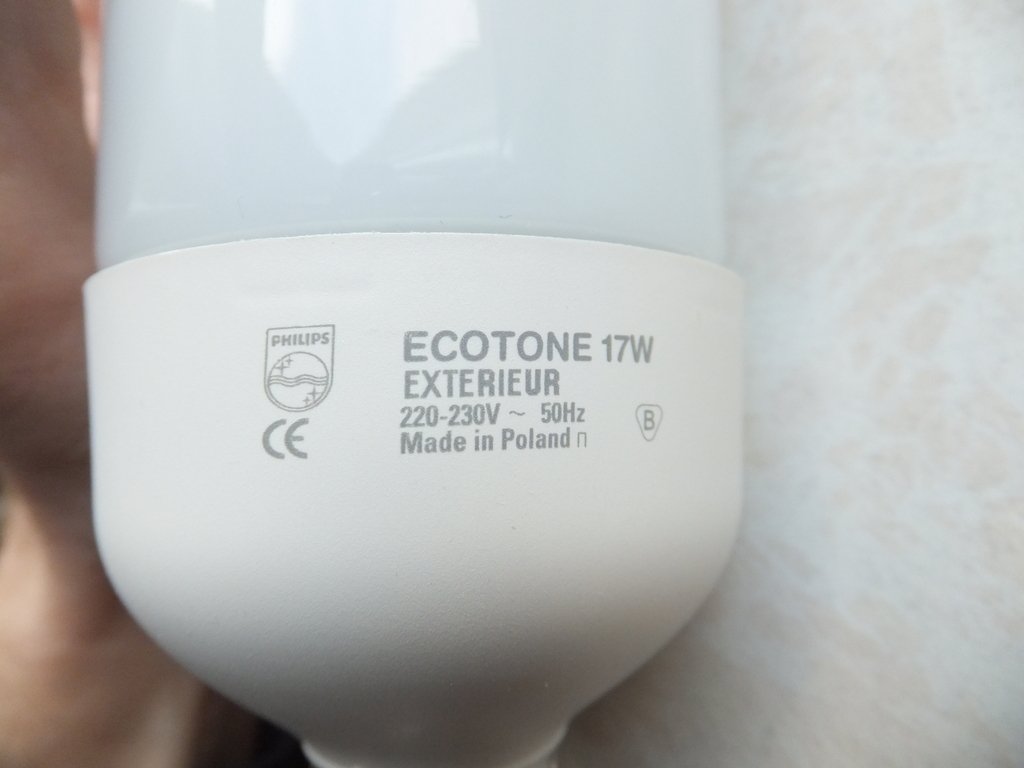 PHILIPS
CE
ECOTONE 17W
EXTERIEUR
220-230V ~ 50Hz
Made in Poland n
B